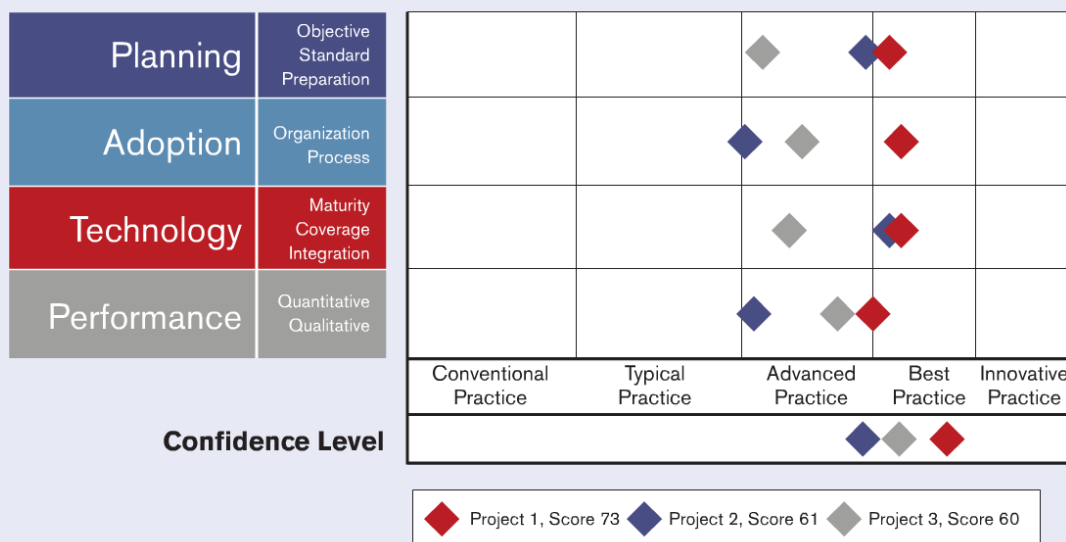 Planning
Objective
Standard
Preparation
Adoption
Organization
Process
Technology
Maturity
Coverage
Integration
Performance
Quantitative
Qualitative
Conventional
Practice
Typical
Practice
Advanced
Practice
Best
Practice
Innovative
Practice
Confidence Level
Project 1, Score 73
Project 2, Score 61
Project 3, Score 60